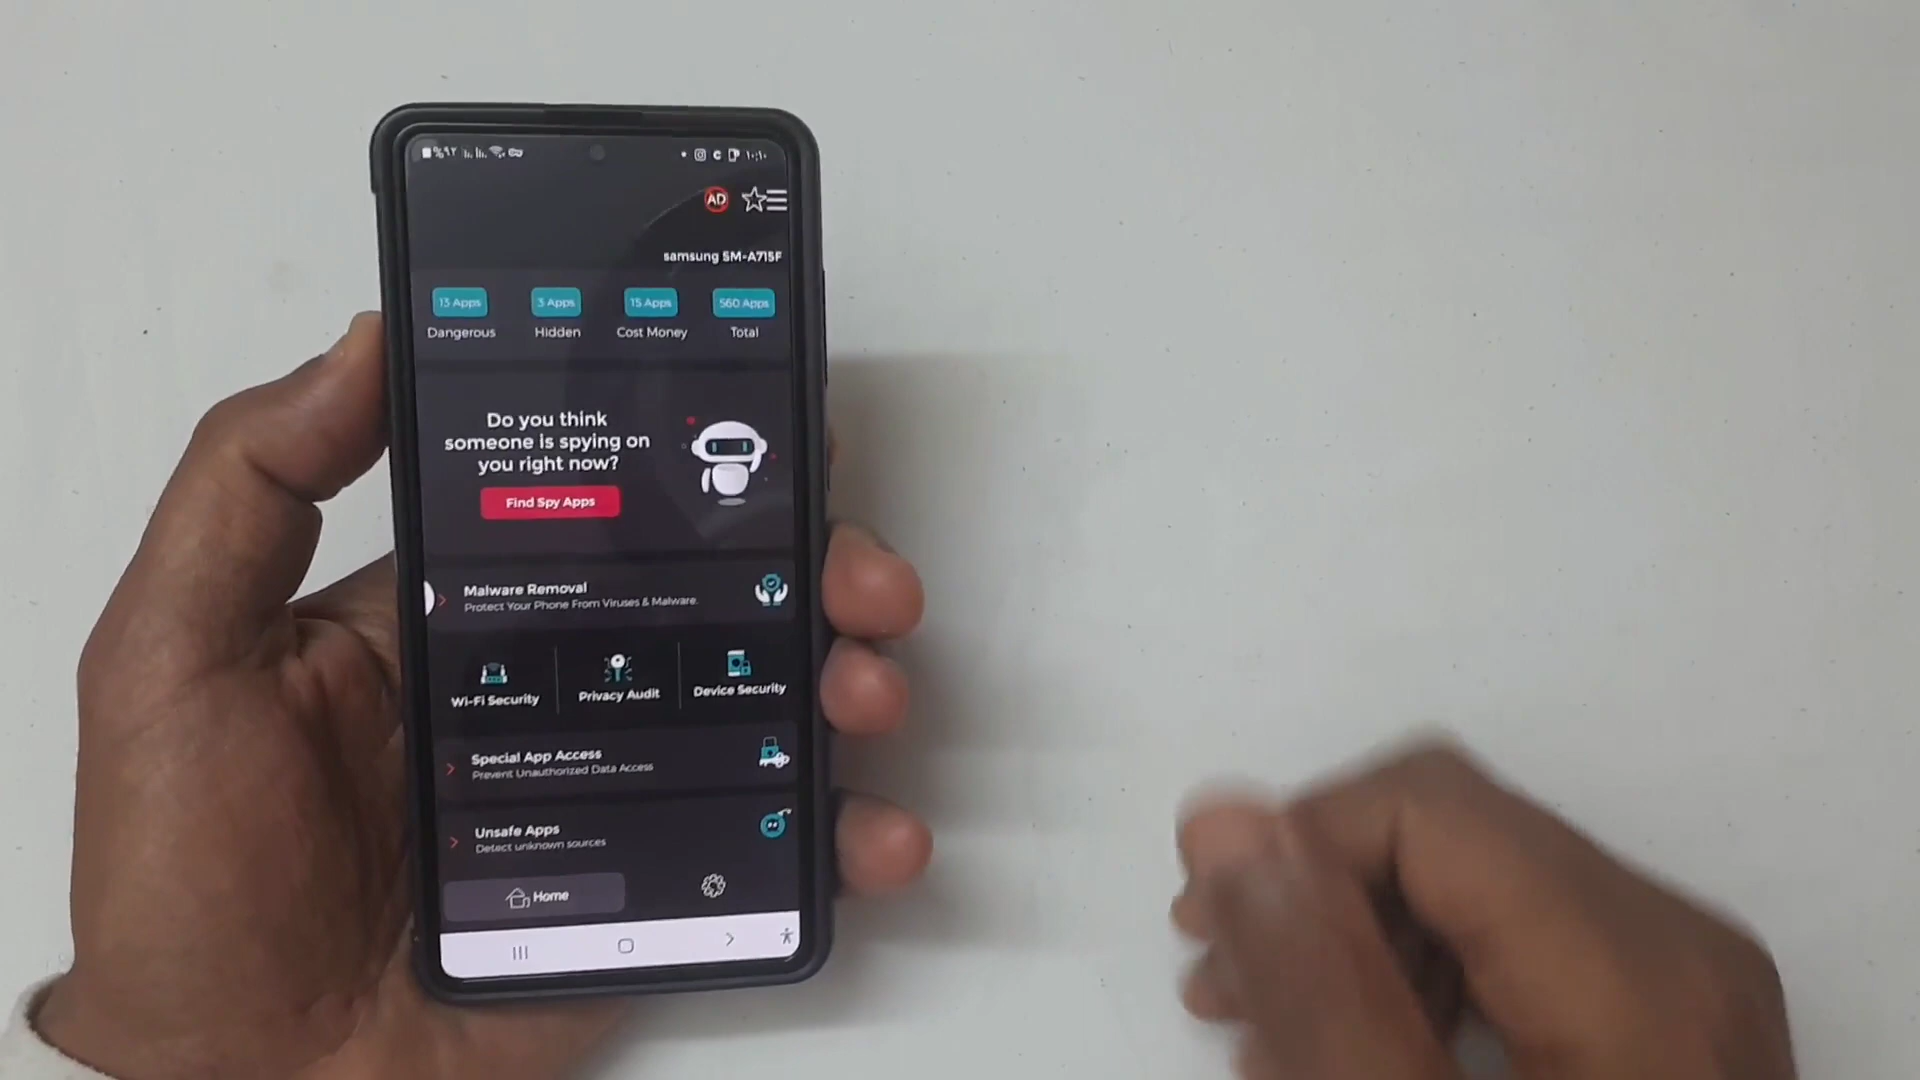 %٩٢
١٠:١٠
AD
samsung SM-A715F
13 Apps
3 Apps
15 Apps
560 Apps
Dangerous
Hidden
Cost Money
Total
Do you think
someone is spying on
you right now?
Find Spy Apps
Malware Removal
Protect Your Phone From Viruses & Malware.
Wi-Fi Security
Privacy Audit
Device Security
Special App Access
Prevent Unauthorized Data Access
Unsafe Apps
Detect unknown sources
Home